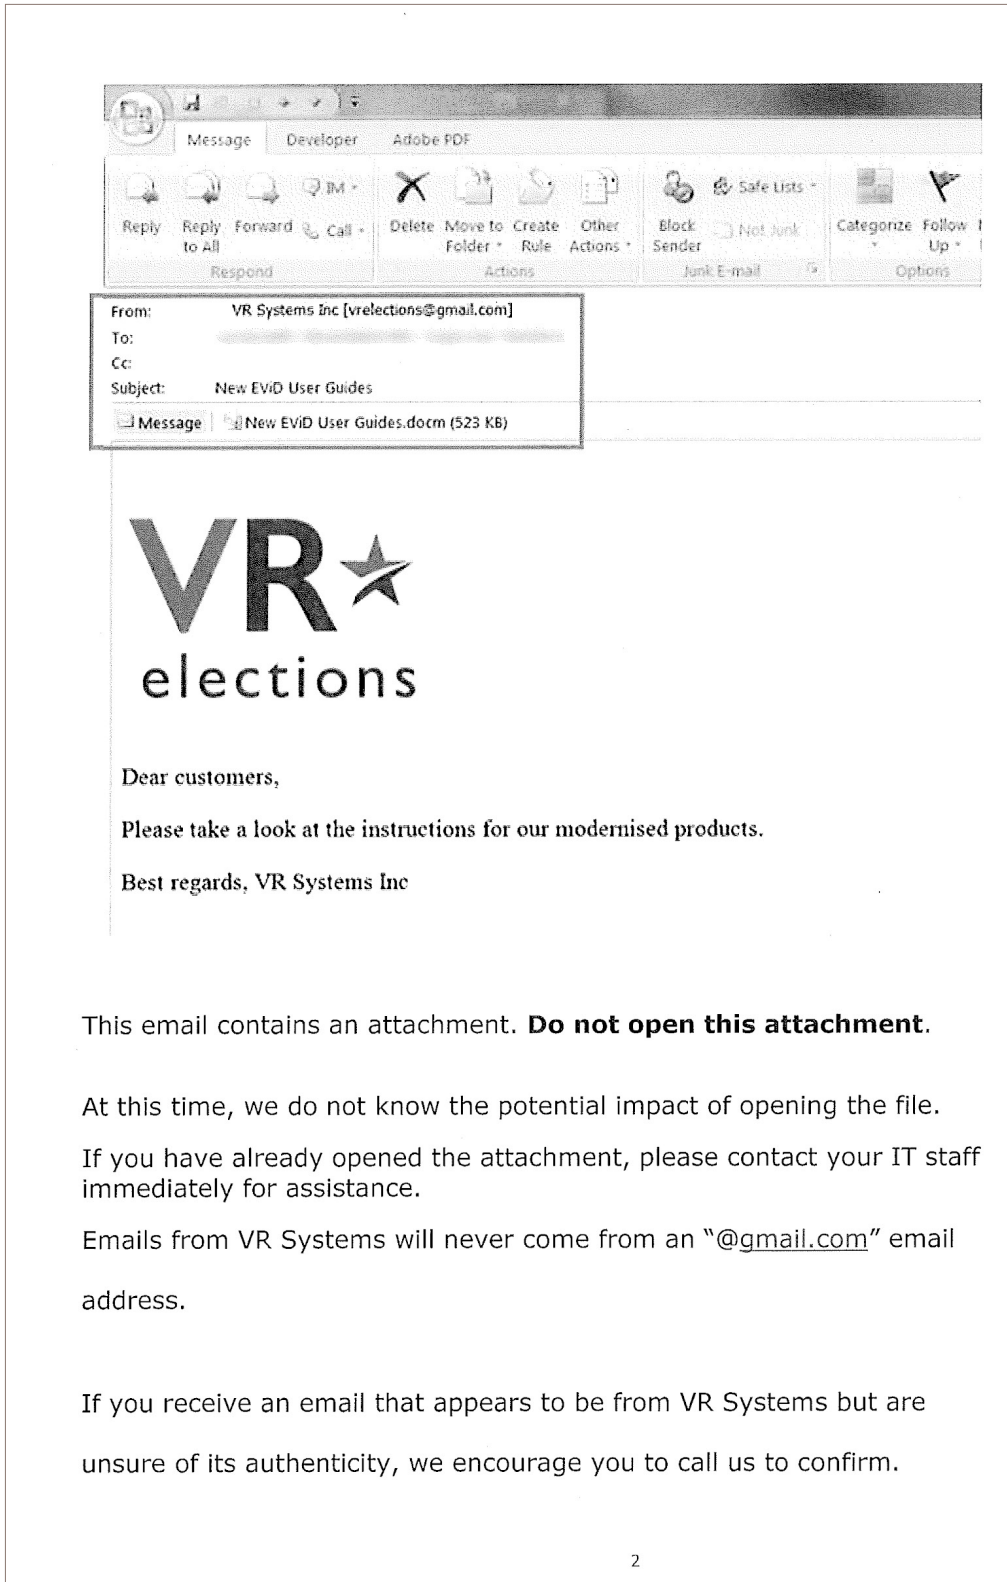 Message Developer Adobe PDF
Reply Reply to All Forward IM Call Delete Move to Folder Create Rule Other Actions Block Sender Safe Lists Not Junk Categorize Follow Up
Respond Actions Junk E-mail Options
From: VR Systems Inc [vrelections@gmail.com]
To:
Cc:
Subject: New EViD User Guides
Message New EViD User Guides.docm (523 KB)
VR
elections
Dear customers,
Please take a look at the instructions for our modernised products.
Best regards, VR Systems Inc
This email contains an attachment. Do not open this attachment.
At this time, we do not know the potential impact of opening the file.
If you have already opened the attachment, please contact your IT staff
immediately for assistance.
Emails from VR Systems will never come from an “@gmail.com” email
address.
If you receive an email that appears to be from VR Systems but are
unsure of its authenticity, we encourage you to call us to confirm.
2